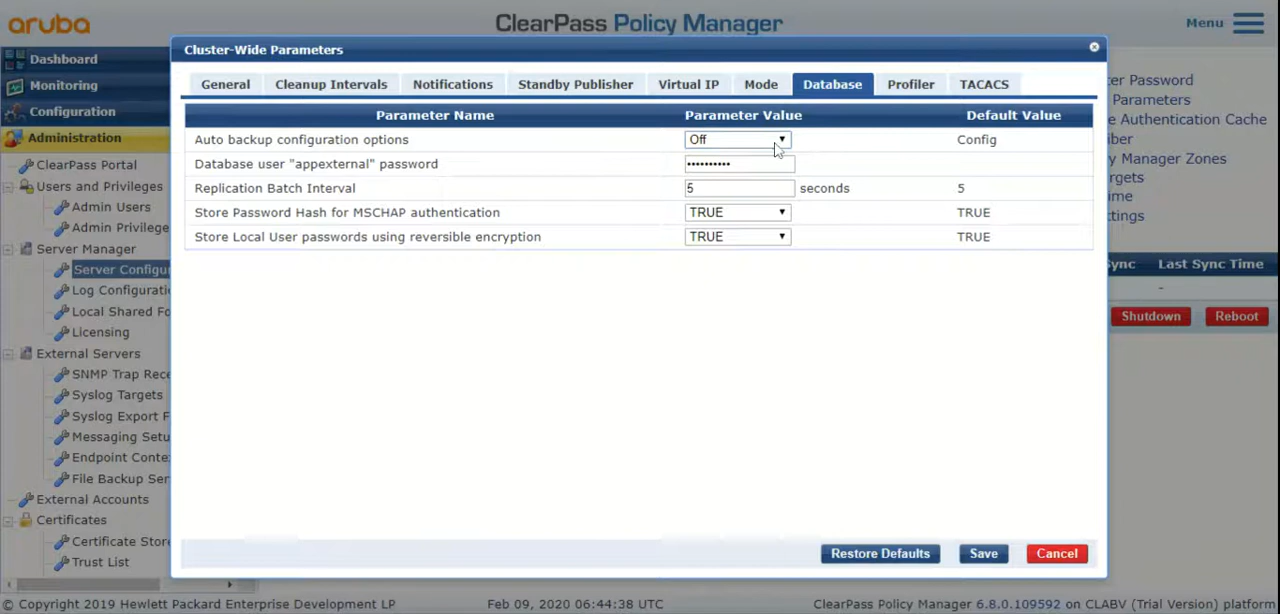 aruba
ClearPass Policy Manager
Menu
Dashboard
Monitoring
Configuration
Administration
ClearPass Portal
Users and Privileges
Admin Users
Admin Privilege
Server Manager
Server Configu
Log Configurati
Local Shared Fo
Licensing
External Servers
SNMP Trap Rece
Syslog Targets
Syslog Export F
Messaging Setu
Endpoint Conte
File Backup Ser
External Accounts
Certificates
Certificate Stor
Trust List
Cluster-Wide Parameters
General Cleanup Intervals Notifications Standby Publisher Virtual IP Mode Database Profiler TACACS
Parameter Name Parameter Value Default Value
Auto backup configuration options Off Config
Database user "appexternal" password ••••••••••
Replication Batch Interval 5 seconds 5
Store Password Hash for MSCHAP authentication TRUE TRUE
Store Local User passwords using reversible encryption TRUE TRUE
Restore Defaults Save Cancel
ter Password
Parameters
e Authentication Cache
iber
y Manager Zones
rgets
ime
ttings
ync Last Sync Time
-
Shutdown Reboot
© Copyright 2019 Hewlett Packard Enterprise Development LP Feb 09, 2020 06:44:38 UTC ClearPass Policy Manager 6.8.0.109592 on CLABV (Trial Version) platform